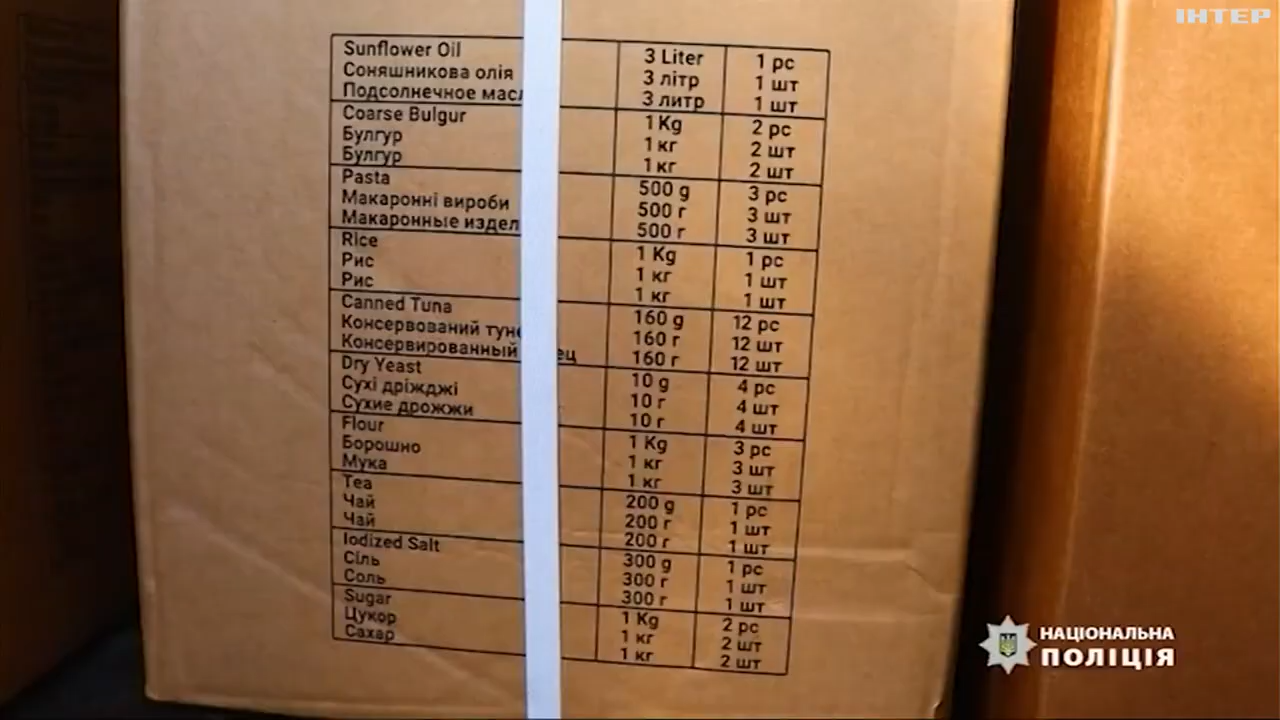 ІНТЕР
Sunflower Oil 3 Liter 1 pc
Соняшникова олія 3 літр 1 шт
Подсолнечное 3 литр 1 шт
Coarse Bulgur 1 Kg 2 pc
Булгур 1 кг 2 шт
Булгур 1 кг 2 шт
Pasta 500 g 3 pc
Макаронні вироби 500 г 3 шт
Макаронные 500 г 3 шт
Rice 1 Kg 1 pc
Рис 1 кг 1 шт
Рис 1 кг 1 шт
Canned Tuna 160 g 12 pc
Консервований 160 г 12 шт
Консервированный 160 г 12 шт
Dry Yeast 10 g 4 pc
Сухі дріжджі 10 г 4 шт
Сухие дрожжи 10 г 4 шт
Flour 1 Kg 3 pc
Борошно 1 кг 3 шт
Мука 1 кг 3 шт
Tea 200 g 1 pc
Чай 200 г 1 шт
Чай 200 г 1 шт
Iodized Salt 300 g 1 pc
Сіль 300 г 1 шт
Соль 300 г 1 шт
Sugar 1 Kg 2 pc
Цукор 1 кг 2 шт
Сахар 1 кг 2 шт
НАЦІОНАЛЬНА
ПОЛІЦІЯ